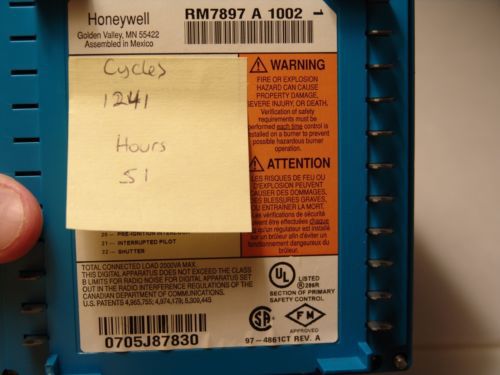 Honeywell
RM7897 A 1002 1
Golden Valley, MN 55422
Assembled in Mexico
Cycles
1241
Hours
51
WARNING
FIRE OR EXPLOSION
HAZARD CAN CAUSE
PROPERTY DAMAGE,
SEVERE INJURY, OR DEATH.
Verification of safety
requirements must be
performed each time control is
installed on a burner to prevent
possible hazardous burner
operation.
ATTENTION
LES RISQUES DE FEU OU
D'EXPLOSION PEUVENT
CAUSER DES DOMMAGES,
DES BLESSURES GRAVES,
OU ENTRAINER LA MORT.
Les vérifications de sécurité
doivent être effectuées chaque
fois qu'un régulateur est installé
sur un brûleur afin d'éviter un
fonctionnement dangereux du
brûleur.
20 — PRE-IGNITION INTERLOCK
21 — INTERRUPTED PILOT
22 — SHUTTER
TOTAL CONNECTED LOAD 2000VA MAX.
THIS DIGITAL APPARATUS DOES NOT EXCEED THE CLASS
B LIMITS FOR RADIO NOISE FOR DIGITAL APPARATUS SET
OUT IN THE RADIO INTERFERENCE REGULATIONS OF THE
CANADIAN DEPARTMENT OF COMMUNICATIONS.
U.S. PATENTS 4,965,755; 4,974,179; 5,309,445
UL
LISTED
286R
SECTION OF PRIMARY
SAFETY CONTROL
SA
FM
APPROVED
0705J87830
97-4861CT REV. A